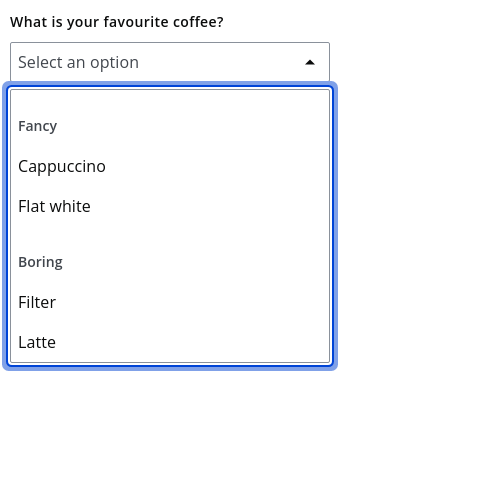 What is your favourite coffee?
Select an option
Fancy
Cappuccino
Flat white
Boring
Filter
Latte